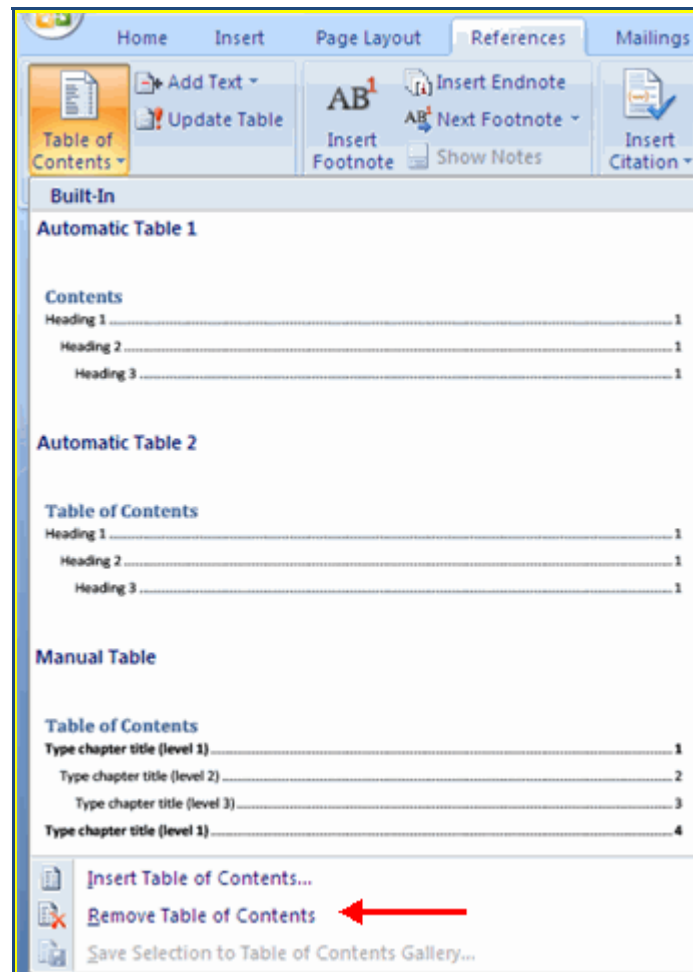 Home Insert Page Layout References Mailings
Add Text
Update Table
Table of
Contents
AB1
Insert
Footnote
Insert Endnote
AB1 Next Footnote
Show Notes
Insert
Citation
Built-In
Automatic Table 1
Contents
Heading 1 1
Heading 2 1
Heading 3 1
Automatic Table 2
Table of Contents
Heading 1 1
Heading 2 1
Heading 3 1
Manual Table
Table of Contents
Type chapter title (level 1) 1
Type chapter title (level 2) 2
Type chapter title (level 3) 3
Type chapter title (level 1) 4
Insert Table of Contents...
Remove Table of Contents
Save Selection to Table of Contents Gallery...